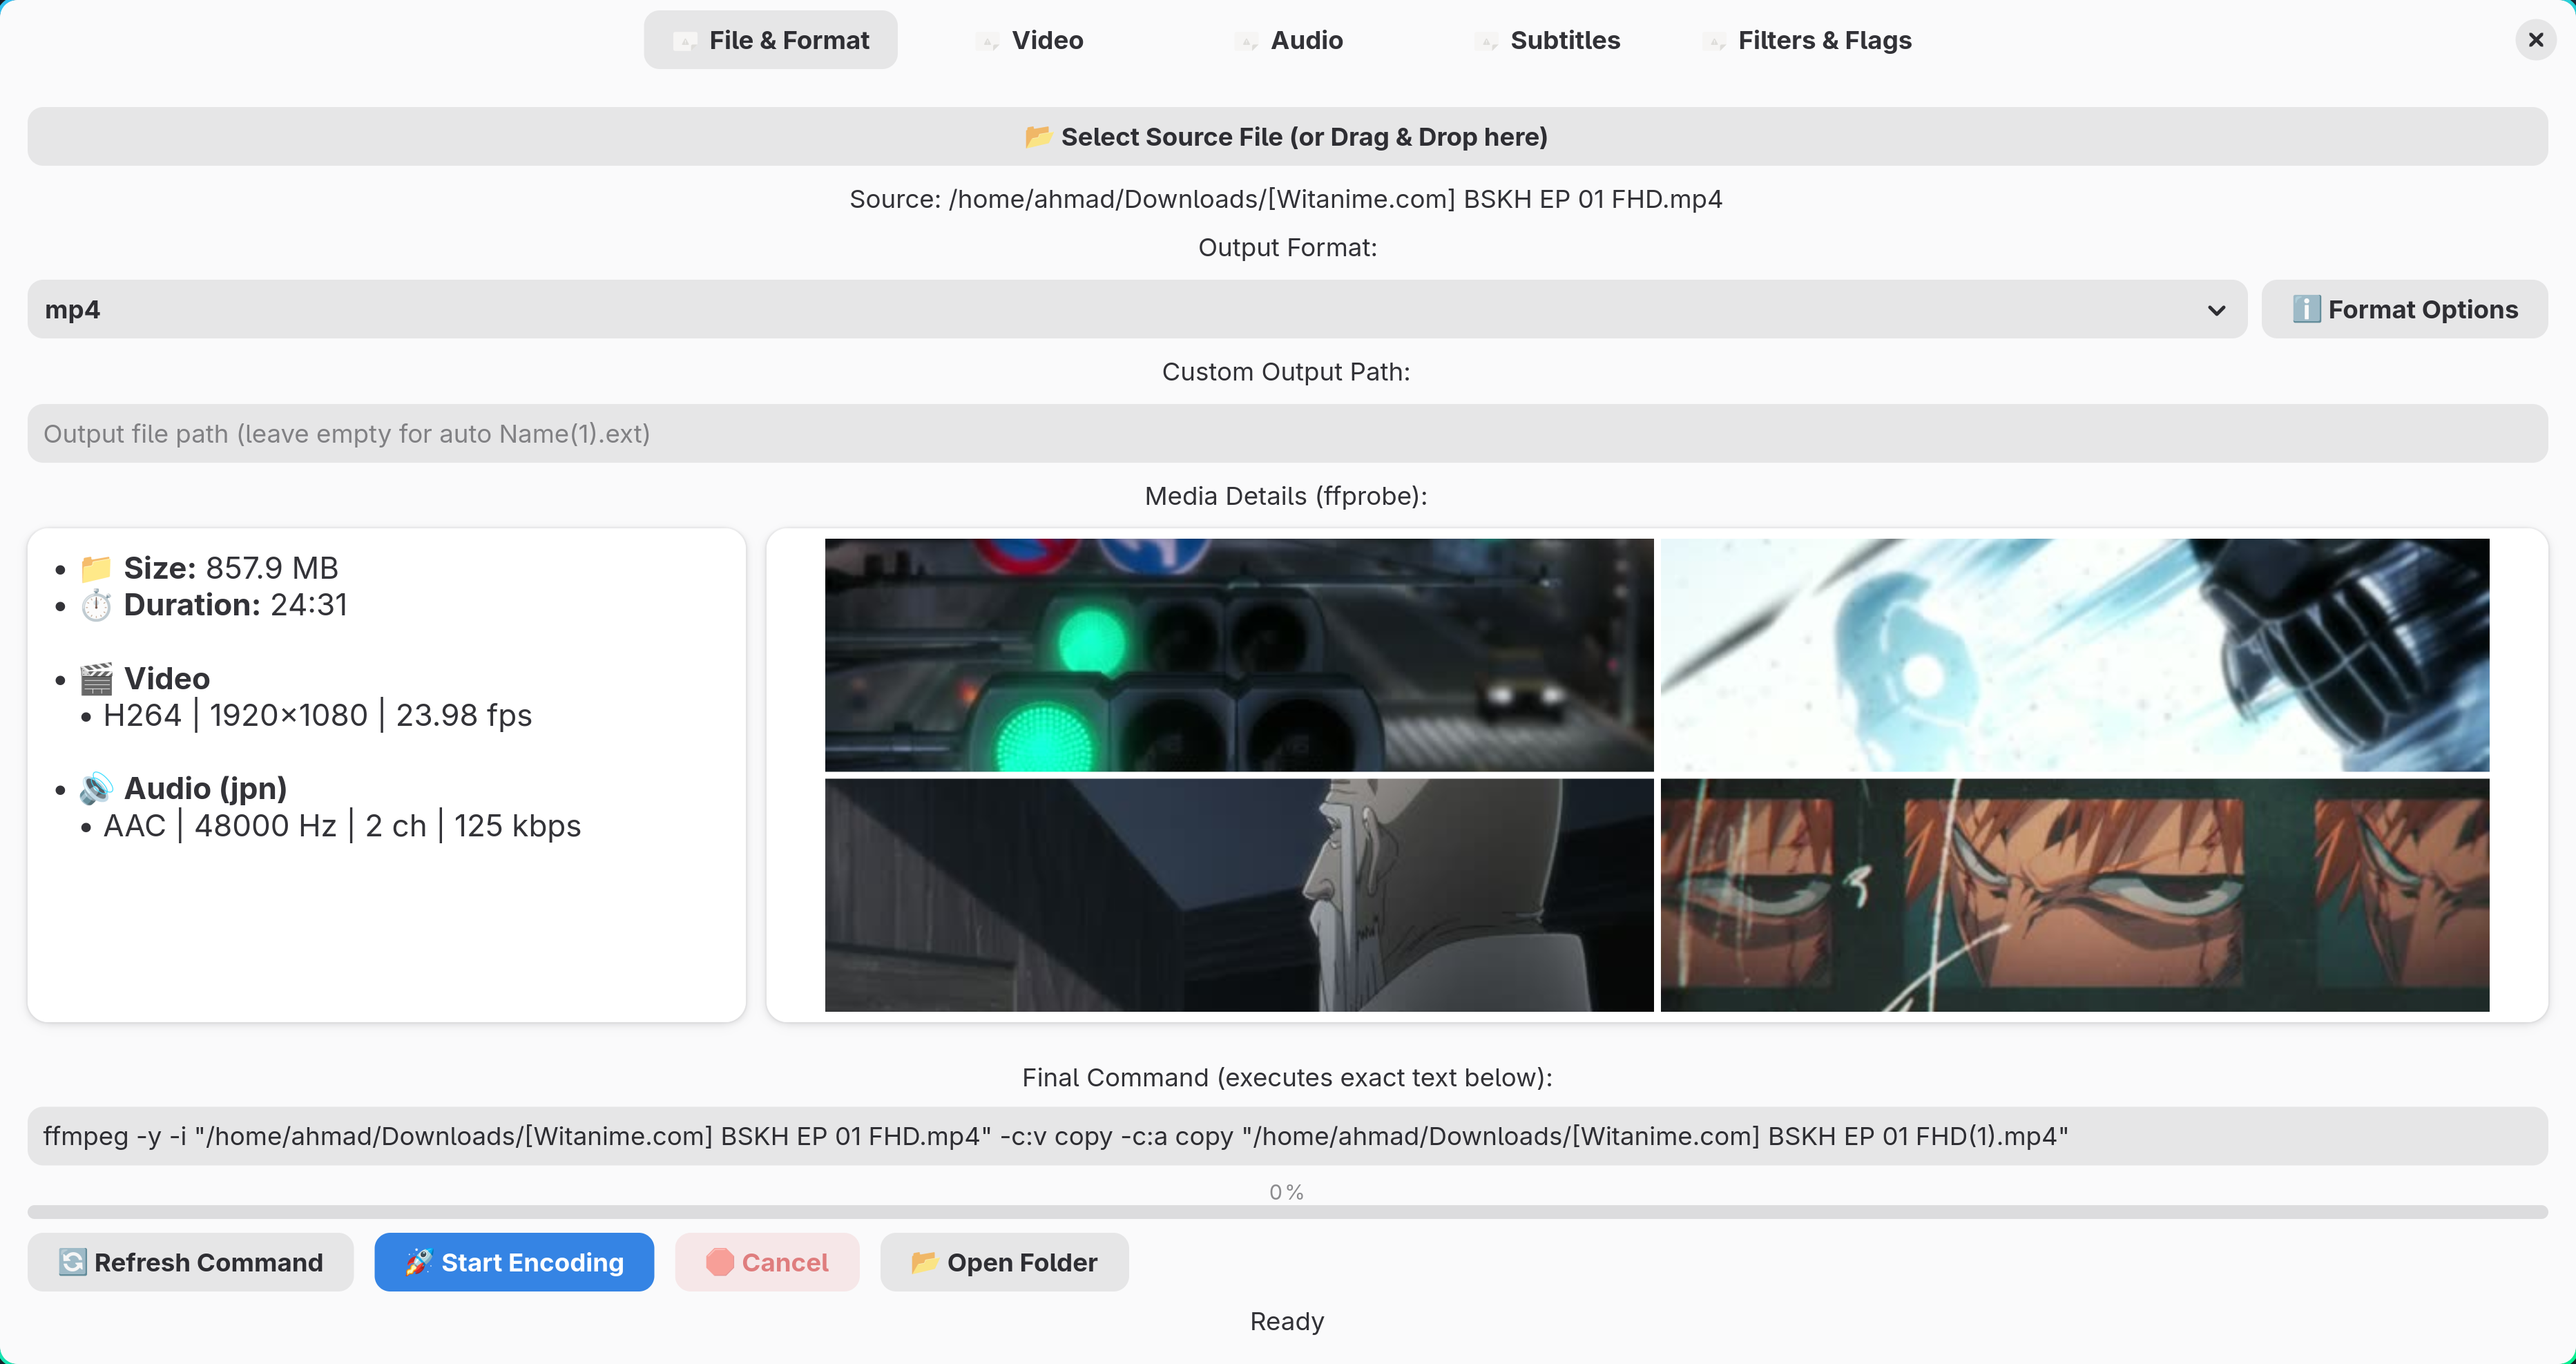 File & Format
Video
Audio
Subtitles
Filters & Flags
📂 Select Source File (or Drag & Drop here)
Source: /home/ahmad/Downloads/[Witanime.com] BSKH EP 01 FHD.mp4
Output Format:
mp4
ℹ️ Format Options
Custom Output Path:
Output file path (leave empty for auto Name(1).ext)
Media Details (ffprobe):
• 📁 Size: 857.9 MB
• ⏱️ Duration: 24:31
• 🎬 Video
• H264 | 1920×1080 | 23.98 fps
• 🔊 Audio (jpn)
• AAC | 48000 Hz | 2 ch | 125 kbps
Final Command (executes exact text below):
ffmpeg -y -i "/home/ahmad/Downloads/[Witanime.com] BSKH EP 01 FHD.mp4" -c:v copy -c:a copy "/home/ahmad/Downloads/[Witanime.com] BSKH EP 01 FHD(1).mp4"
0%
🔄 Refresh Command
🚀 Start Encoding
🛑 Cancel
📂 Open Folder
Ready